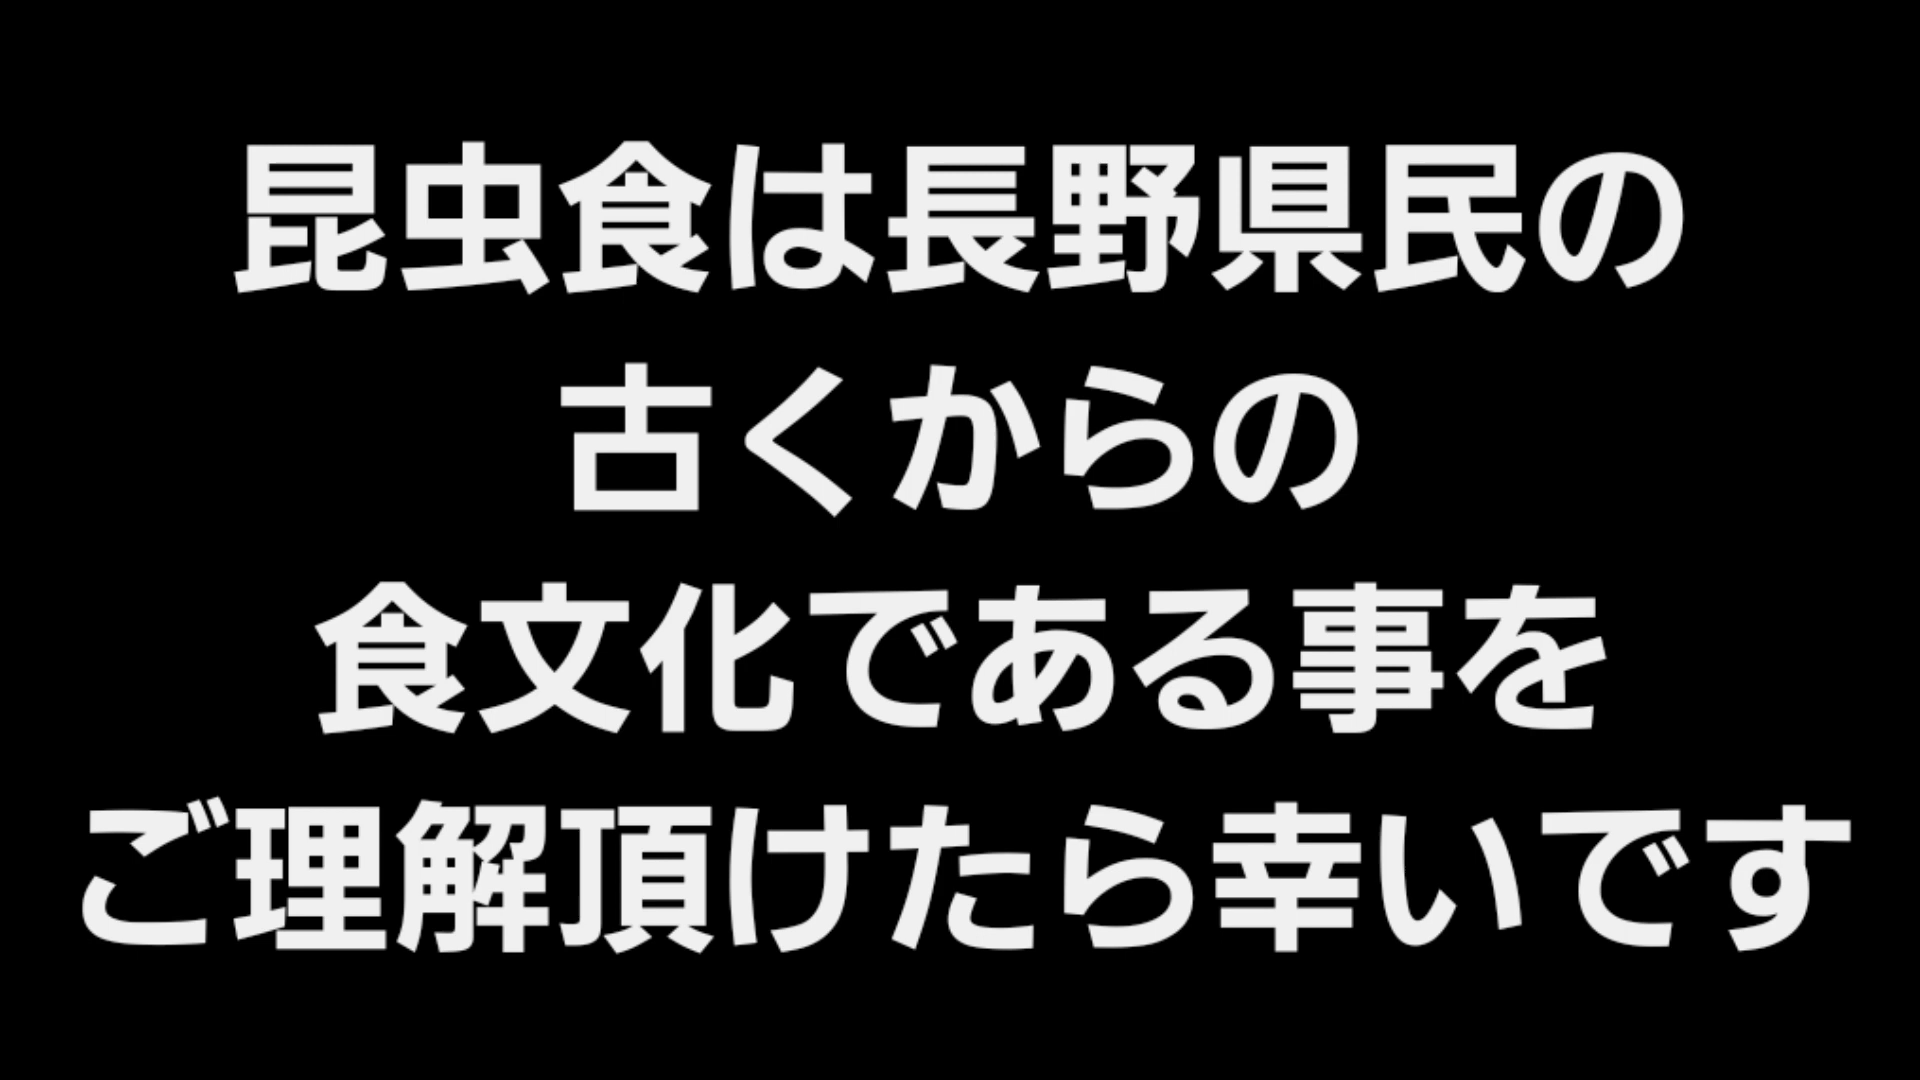 昆虫食は長野県民の
古くからの
食文化である事を
ご理解頂けたら幸いです